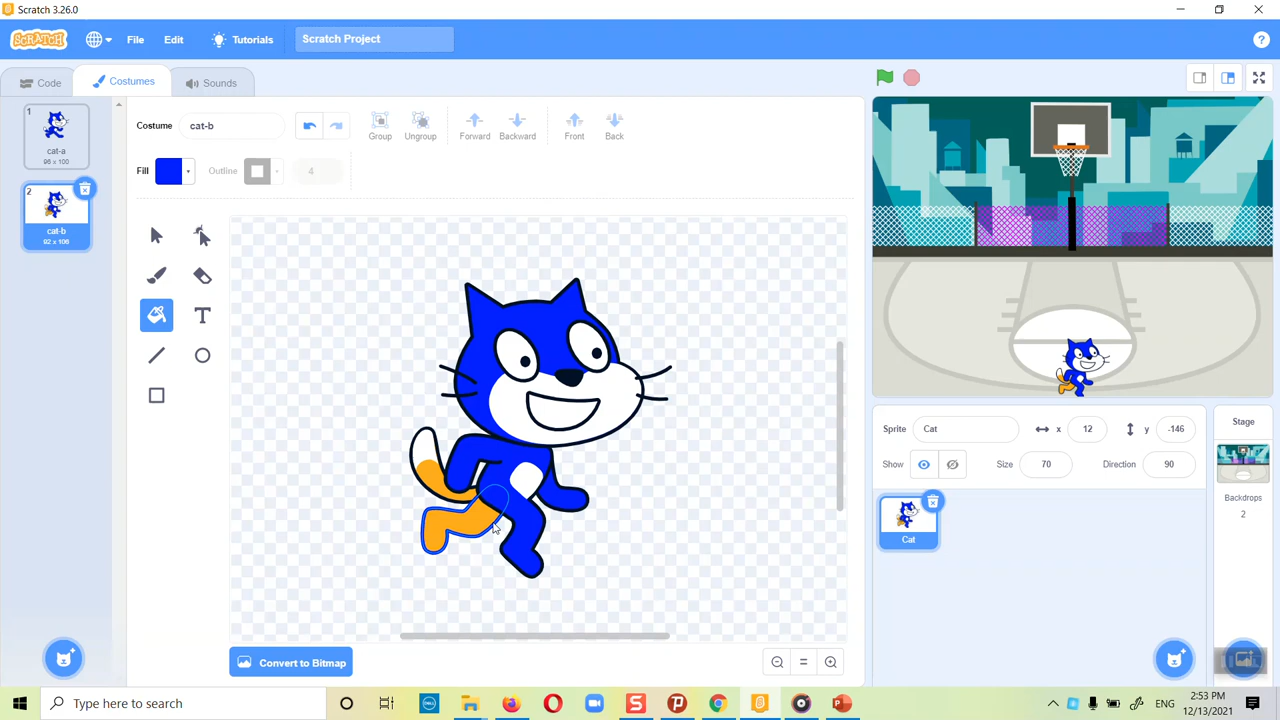 Scratch 3.26.0
SCRATCH File Edit Tutorials Scratch Project ?
Code Costumes Sounds
1
cat-a
96 x 100
2
cat-b
92 x 106
Costume cat-b
Group Ungroup Forward Backward Front Back
Fill Outline 4
T
Convert to Bitmap
Sprite Cat x 12 y -146
Show Size 70 Direction 90
Cat
Stage
Backdrops
2
Type here to search
DELL
S
P
ENG
2:53 PM
12/13/2021